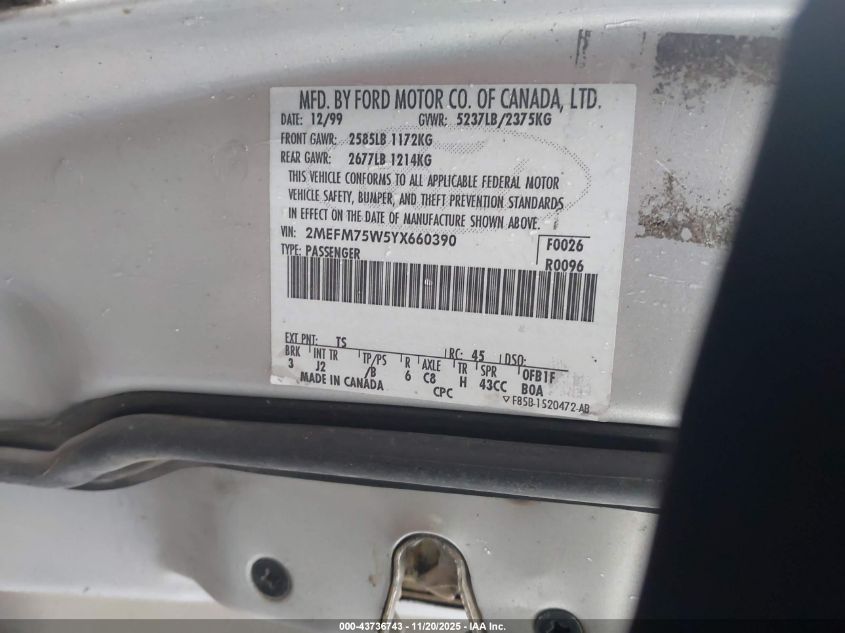 MFD. BY FORD MOTOR CO. OF CANADA, LTD.
DATE: 12/99 GVWR: 5237LB/2375KG
FRONT GAWR: 2585LB 1172KG
REAR GAWR: 2677LB 1214KG
THIS VEHICLE CONFORMS TO ALL APPLICABLE FEDERAL MOTOR
VEHICLE SAFETY, BUMPER, AND THEFT PREVENTION STANDARDS
IN EFFECT ON THE DATE OF MANUFACTURE SHOWN ABOVE.
VIN: 2MEFM75W5YX660390 F0026
TYPE: PASSENGER R0096
EXT PNT: TS RC: 45 DSO:
BRK INT TR TP/PS R AXLE TR SPR 0FB1F
3 J2 /B 6 C8 H 43CC BOA
MADE IN CANADA CPC ▽ F85B-1520472-AB
000-43736743 - 11/20/2025 - IAA Inc.